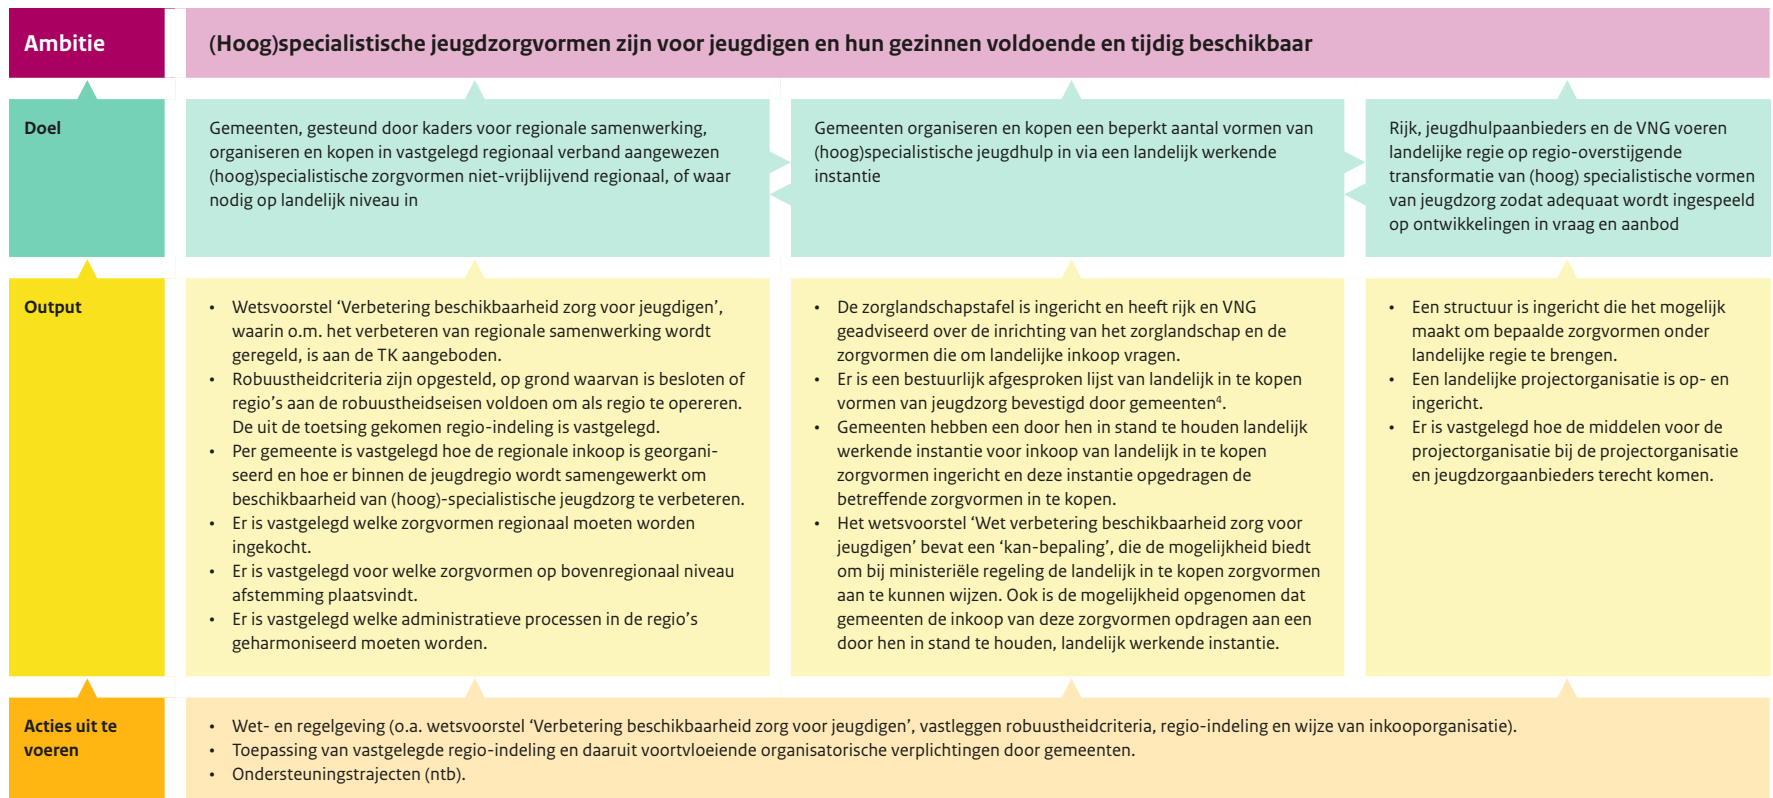 Ambitie
(Hoog)specialistische jeugdzorgvormen zijn voor jeugdigen en hun gezinnen voldoende en tijdig beschikbaar
Doel
Gemeenten, gesteund door kaders voor regionale samenwerking,
organiseren en kopen in vastgelegd regionaal verband aangewezen
(hoog)specialistische zorgvormen niet-vrijblijvend regionaal, of waar
nodig op landelijk niveau in
Gemeenten organiseren en kopen een beperkt aantal vormen van
(hoog)specialistische jeugdhulp in via een landelijk werkende
instantie
Rijk, jeugdhulpaanbieders en de VNG voeren
landelijke regie op regio-overstijgende
transformatie van (hoog) specialistische vormen
van jeugdzorg zodat adequaat wordt ingespeeld
op ontwikkelingen in vraag en aanbod
Output
• Wetsvoorstel ‘Verbetering beschikbaarheid zorg voor jeugdigen’,
waarin o.m. het verbeteren van regionale samenwerking wordt
geregeld, is aan de TK aangeboden.
• Robuustheidcriteria zijn opgesteld, op grond waarvan is besloten of
regio’s aan de robuustheidseisen voldoen om als regio te opereren.
De uit de toetsing gekomen regio-indeling is vastgelegd.
• Per gemeente is vastgelegd hoe de regionale inkoop is georgani-
seerd en hoe er binnen de jeugdregio wordt samengewerkt om
beschikbaarheid van (hoog)-specialistische jeugdzorg te verbeteren.
• Er is vastgelegd welke zorgvormen regionaal moeten worden
ingekocht.
• Er is vastgelegd voor welke zorgvormen op bovenregionaal niveau
afstemming plaatsvindt.
• Er is vastgelegd welke administratieve processen in de regio’s
geharmoniseerd moeten worden.
• De zorglandschapstafel is ingericht en heeft rijk en VNG
geadviseerd over de inrichting van het zorglandschap en de
zorgvormen die om landelijke inkoop vragen.
• Er is een bestuurlijk afgesproken lijst van landelijk in te kopen
vormen van jeugdzorg bevestigd door gemeenten⁴.
• Gemeenten hebben een door hen in stand te houden landelijk
werkende instantie voor inkoop van landelijk in te kopen
zorgvormen ingericht en deze instantie opgedragen de
betreffende zorgvormen in te kopen.
• Het wetsvoorstel ‘Wet verbetering beschikbaarheid zorg voor
jeugdigen’ bevat een ‘kan-bepaling’, die de mogelijkheid biedt
om bij ministeriële regeling de landelijk in te kopen zorgvormen
aan te kunnen wijzen. Ook is de mogelijkheid opgenomen dat
gemeenten de inkoop van deze zorgvormen opdragen aan een
door hen in stand te houden, landelijk werkende instantie.
• Een structuur is ingericht die het mogelijk
maakt om bepaalde zorgvormen onder
landelijke regie te brengen.
• Een landelijke projectorganisatie is op- en
ingericht.
• Er is vastgelegd hoe de middelen voor de
projectorganisatie bij de projectorganisatie
en jeugdzorgaanbieders terecht komen.
Acties uit te
voeren
• Wet- en regelgeving (o.a. wetsvoorstel ‘Verbetering beschikbaarheid zorg voor jeugdigen’, vastleggen robuustheidcriteria, regio-indeling en wijze van inkooporganisatie).
• Toepassing van vastgelegde regio-indeling en daaruit voortvloeiende organisatorische verplichtingen door gemeenten.
• Ondersteuningstrajecten (ntb).